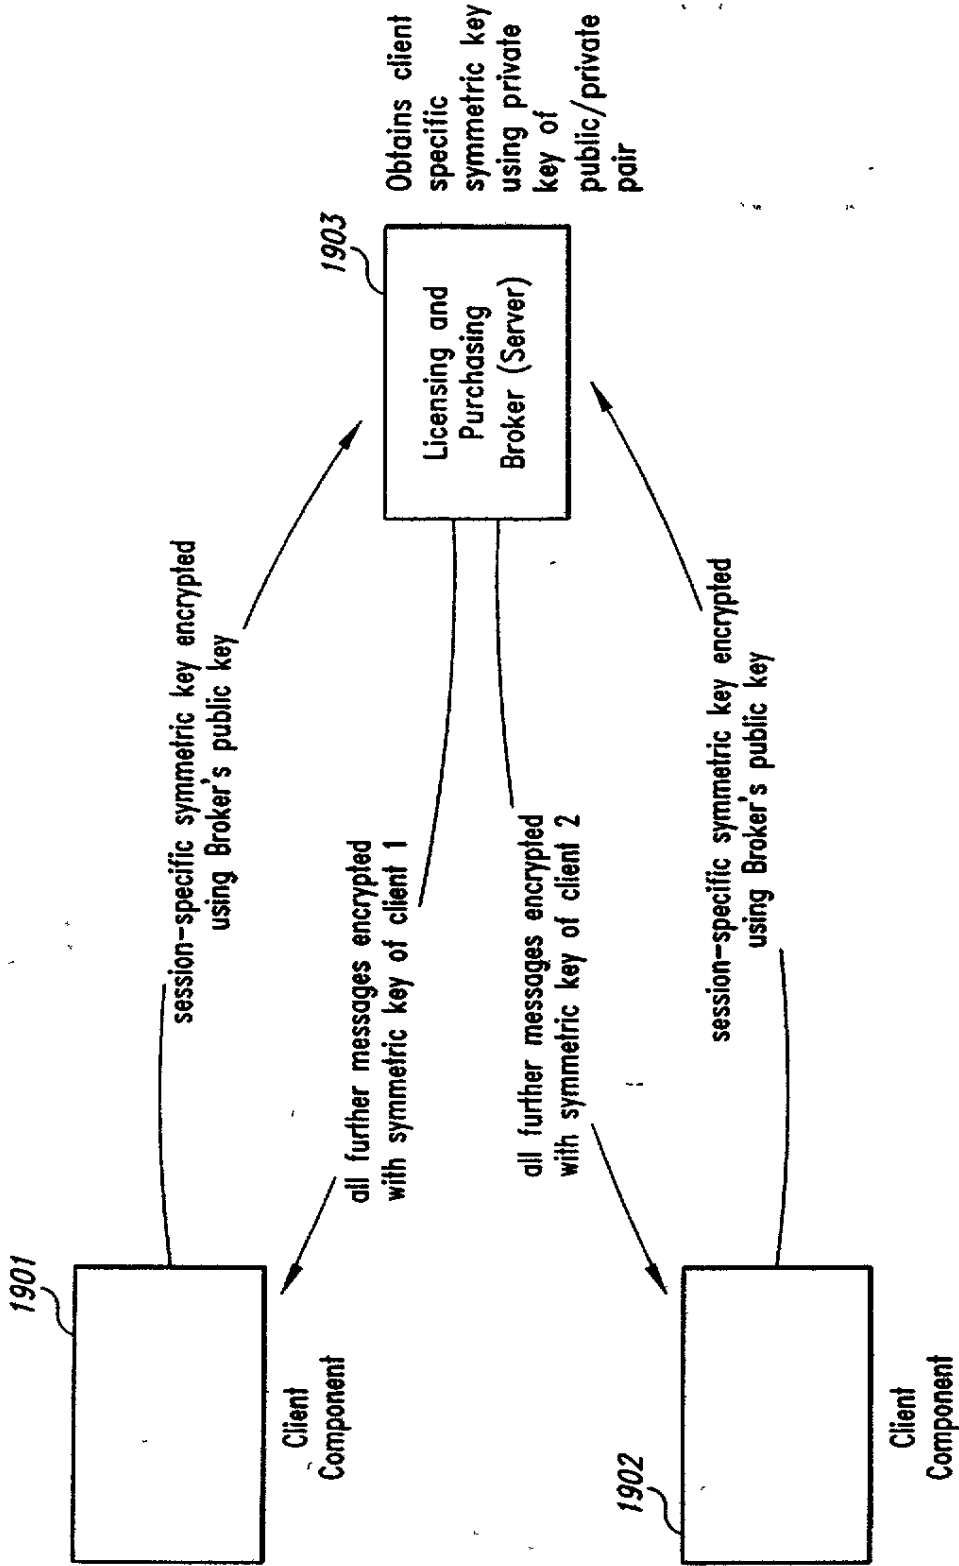 1901
Client
Component
session-specific symmetric key encrypted
using Broker's public key
all further messages encrypted
with symmetric key of client 1
1903
Licensing and
Purchasing
Broker (Server)
Obtains client
specific
symmetric key
using private
key of
public/private
pair
all further messages encrypted
with symmetric key of client 2
1902
Client
Component
session-specific symmetric key encrypted
using Broker's public key